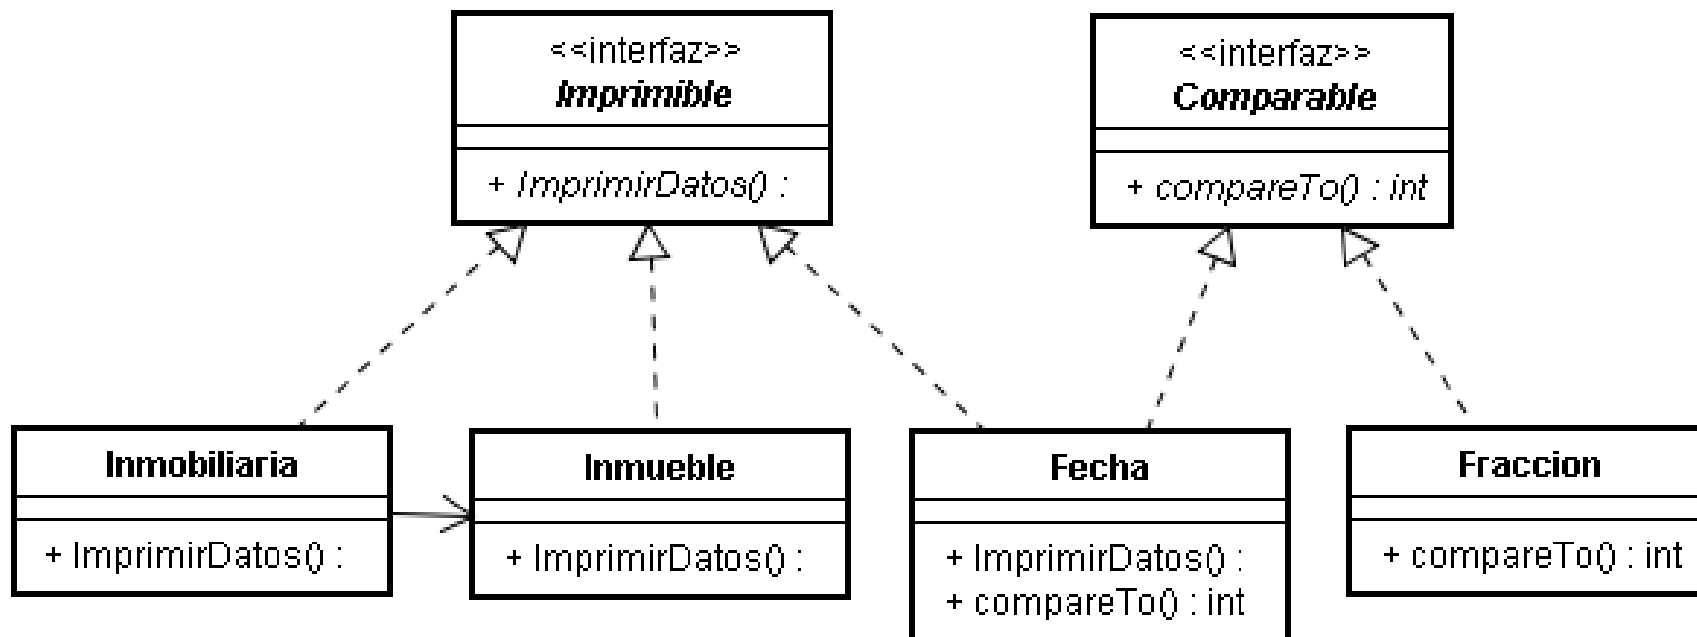 <<interfaz>>
Imprimible
+ ImprimirDatos() :
<<interfaz>>
Comparable
+ compareTo() : int
Inmobiliaria
+ ImprimirDatos() :
Inmueble
+ ImprimirDatos() :
Fecha
+ ImprimirDatos() :
+ compareTo() : int
Fraccion
+ compareTo() : int